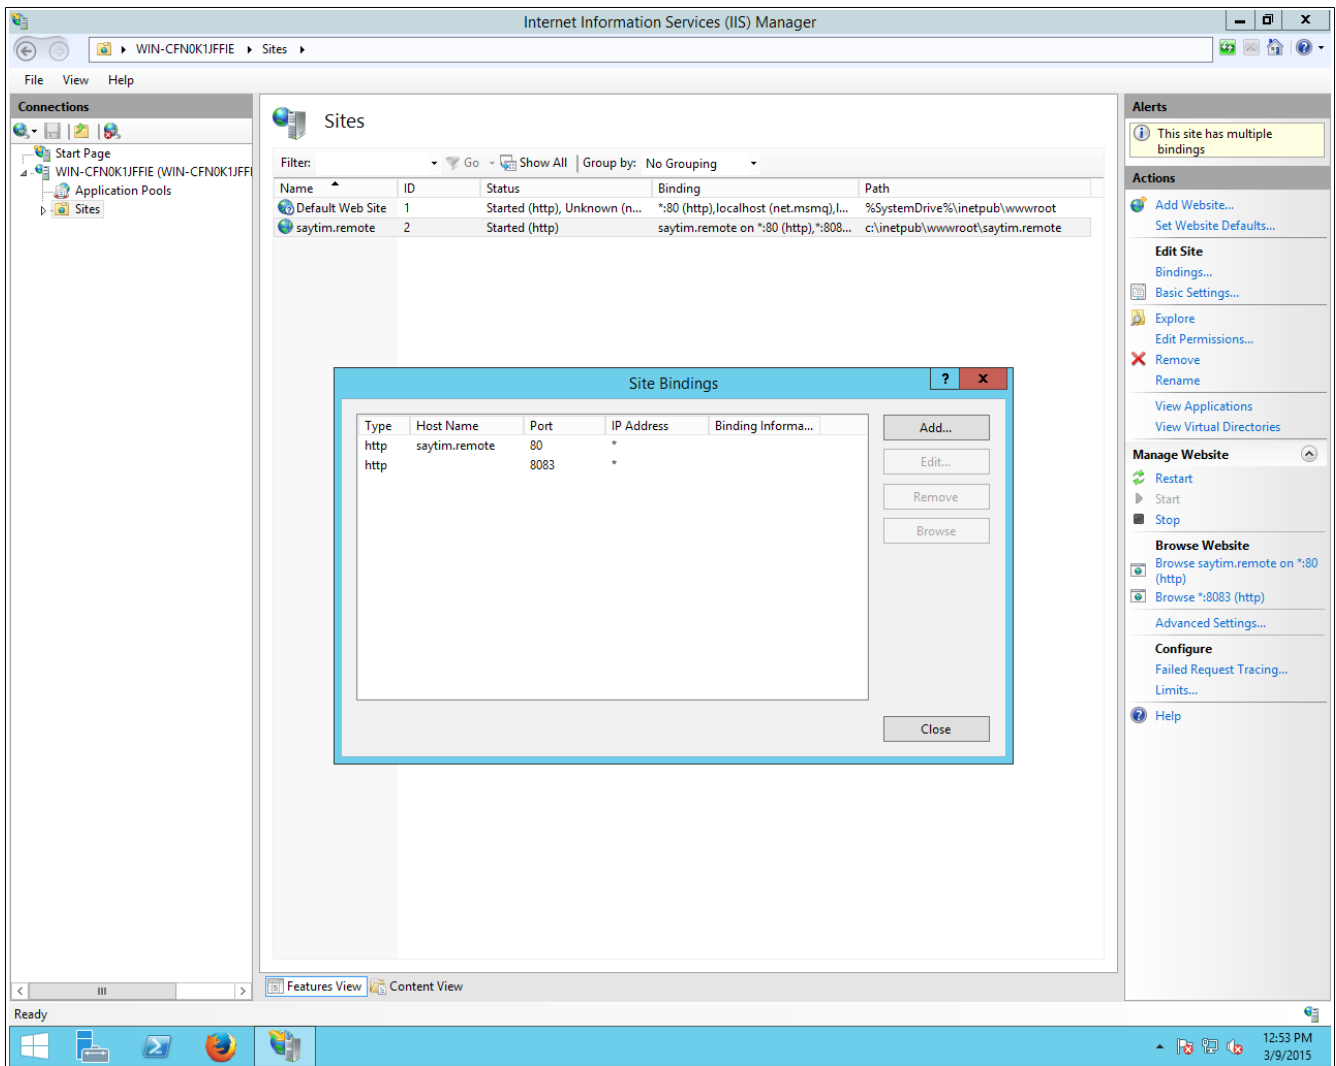 Internet Information Services (IIS) Manager
WIN-CFN0K1JFFIE Sites
File View Help
Connections
Start Page
WIN-CFN0K1JFFIE (WIN-CFN0K1JFFI
Application Pools
Sites
Sites
Filter: Go Show All Group by: No Grouping
Name ID Status Binding Path
Default Web Site 1 Started (http), Unknown (n... *:80 (http),localhost (net.msmq),l... %SystemDrive%\inetpub\wwwroot
saytim.remote 2 Started (http) saytim.remote on *:80 (http),*:808... c:\inetpub\wwwroot\saytim.remote
Site Bindings
? x
Type Host Name Port IP Address Binding Informa...
http saytim.remote 80 *
http 8083 *
Add...
Edit...
Remove
Browse
Close
Features View Content View
Alerts
This site has multiple
bindings
Actions
Add Website...
Set Website Defaults...
Edit Site
Bindings...
Basic Settings...
Explore
Edit Permissions...
Remove
Rename
View Applications
View Virtual Directories
Manage Website
Restart
Start
Stop
Browse Website
Browse saytim.remote on *:80
(http)
Browse *:8083 (http)
Advanced Settings...
Configure
Failed Request Tracing...
Limits...
Help
Ready
12:53 PM
3/9/2015